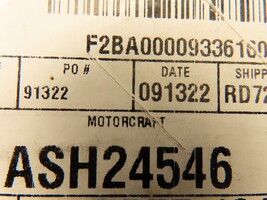 F2BA00009336160
PO # DATE SHIPP
91322 091322 RD72
MOTORCRAFT
ASH24546